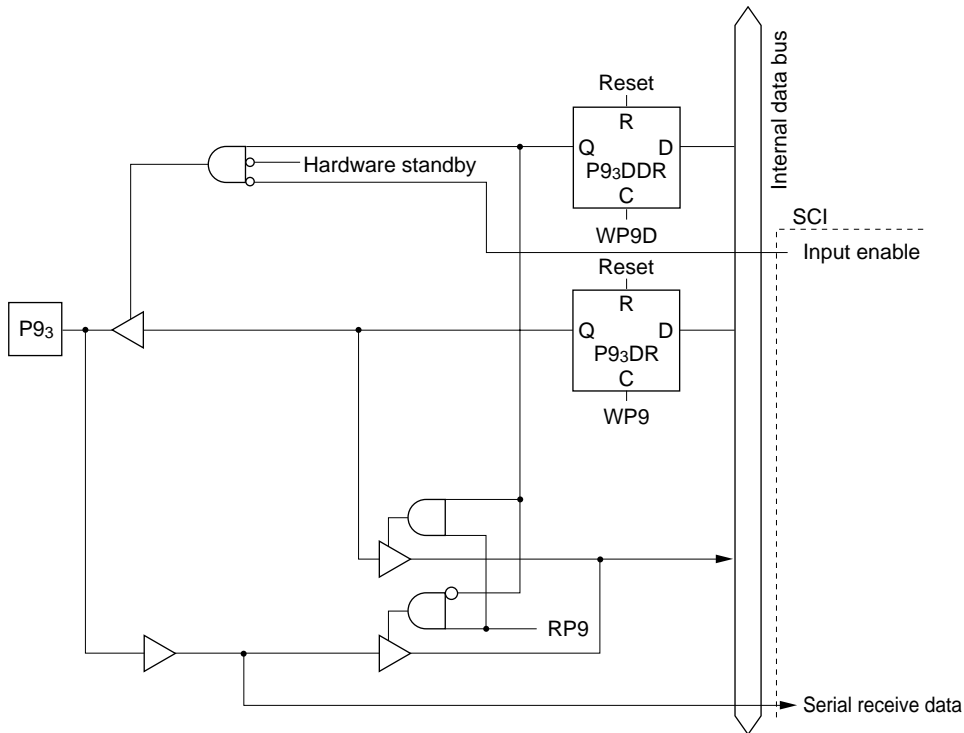 Reset
R
Q
D
P9₃DDR
C
WP9D
Hardware standby
Internal data bus
SCI
Input enable
Reset
R
Q
D
P9₃DR
C
WP9
P9₃
RP9
Serial receive data